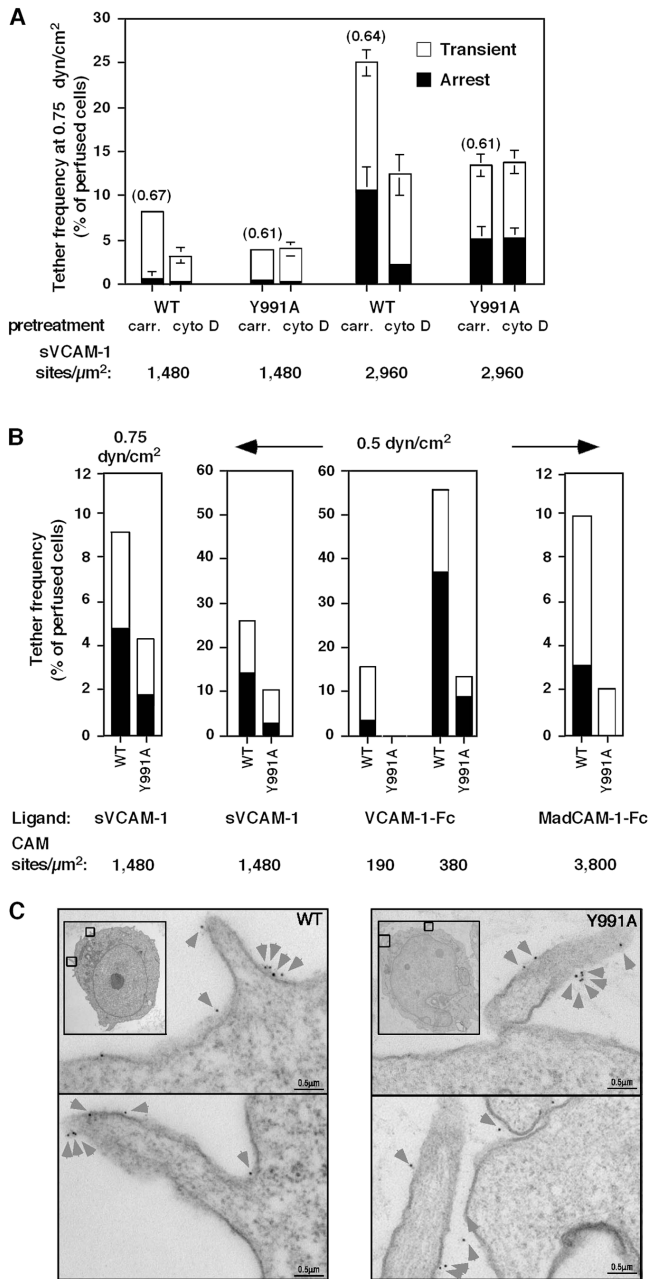 A
Tether frequency at 0.75 dyn/cm²
(% of perfused cells)
30
25
20
15
10
5
0
(0.67)
(0.61)
(0.64)
(0.61)
Transient
Arrest
WT
Y991A
WT
Y991A
pretreatment
carr. cyto D
carr. cyto D
carr. cyto D
carr. cyto D
sVCAM-1
sites/µm²:
1,480
1,480
2,960
2,960
B
0.75
dyn/cm²
0.5 dyn/cm²
Tether frequency
(% of perfused cells)
12
10
8
6
4
2
0
60
50
40
30
20
10
0
60
50
40
30
20
10
0
12
10
8
6
4
2
0
WT
Y991A
WT
Y991A
WT
Y991A
WT
Y991A
WT
Y991A
Ligand:
sVCAM-1
sVCAM-1
VCAM-1-Fc
MadCAM-1-Fc
CAM
sites/µm²:
1,480
1,480
190
380
3,800
C
WT
0.5µm
0.5µm
Y991A
0.5µm
0.5µm